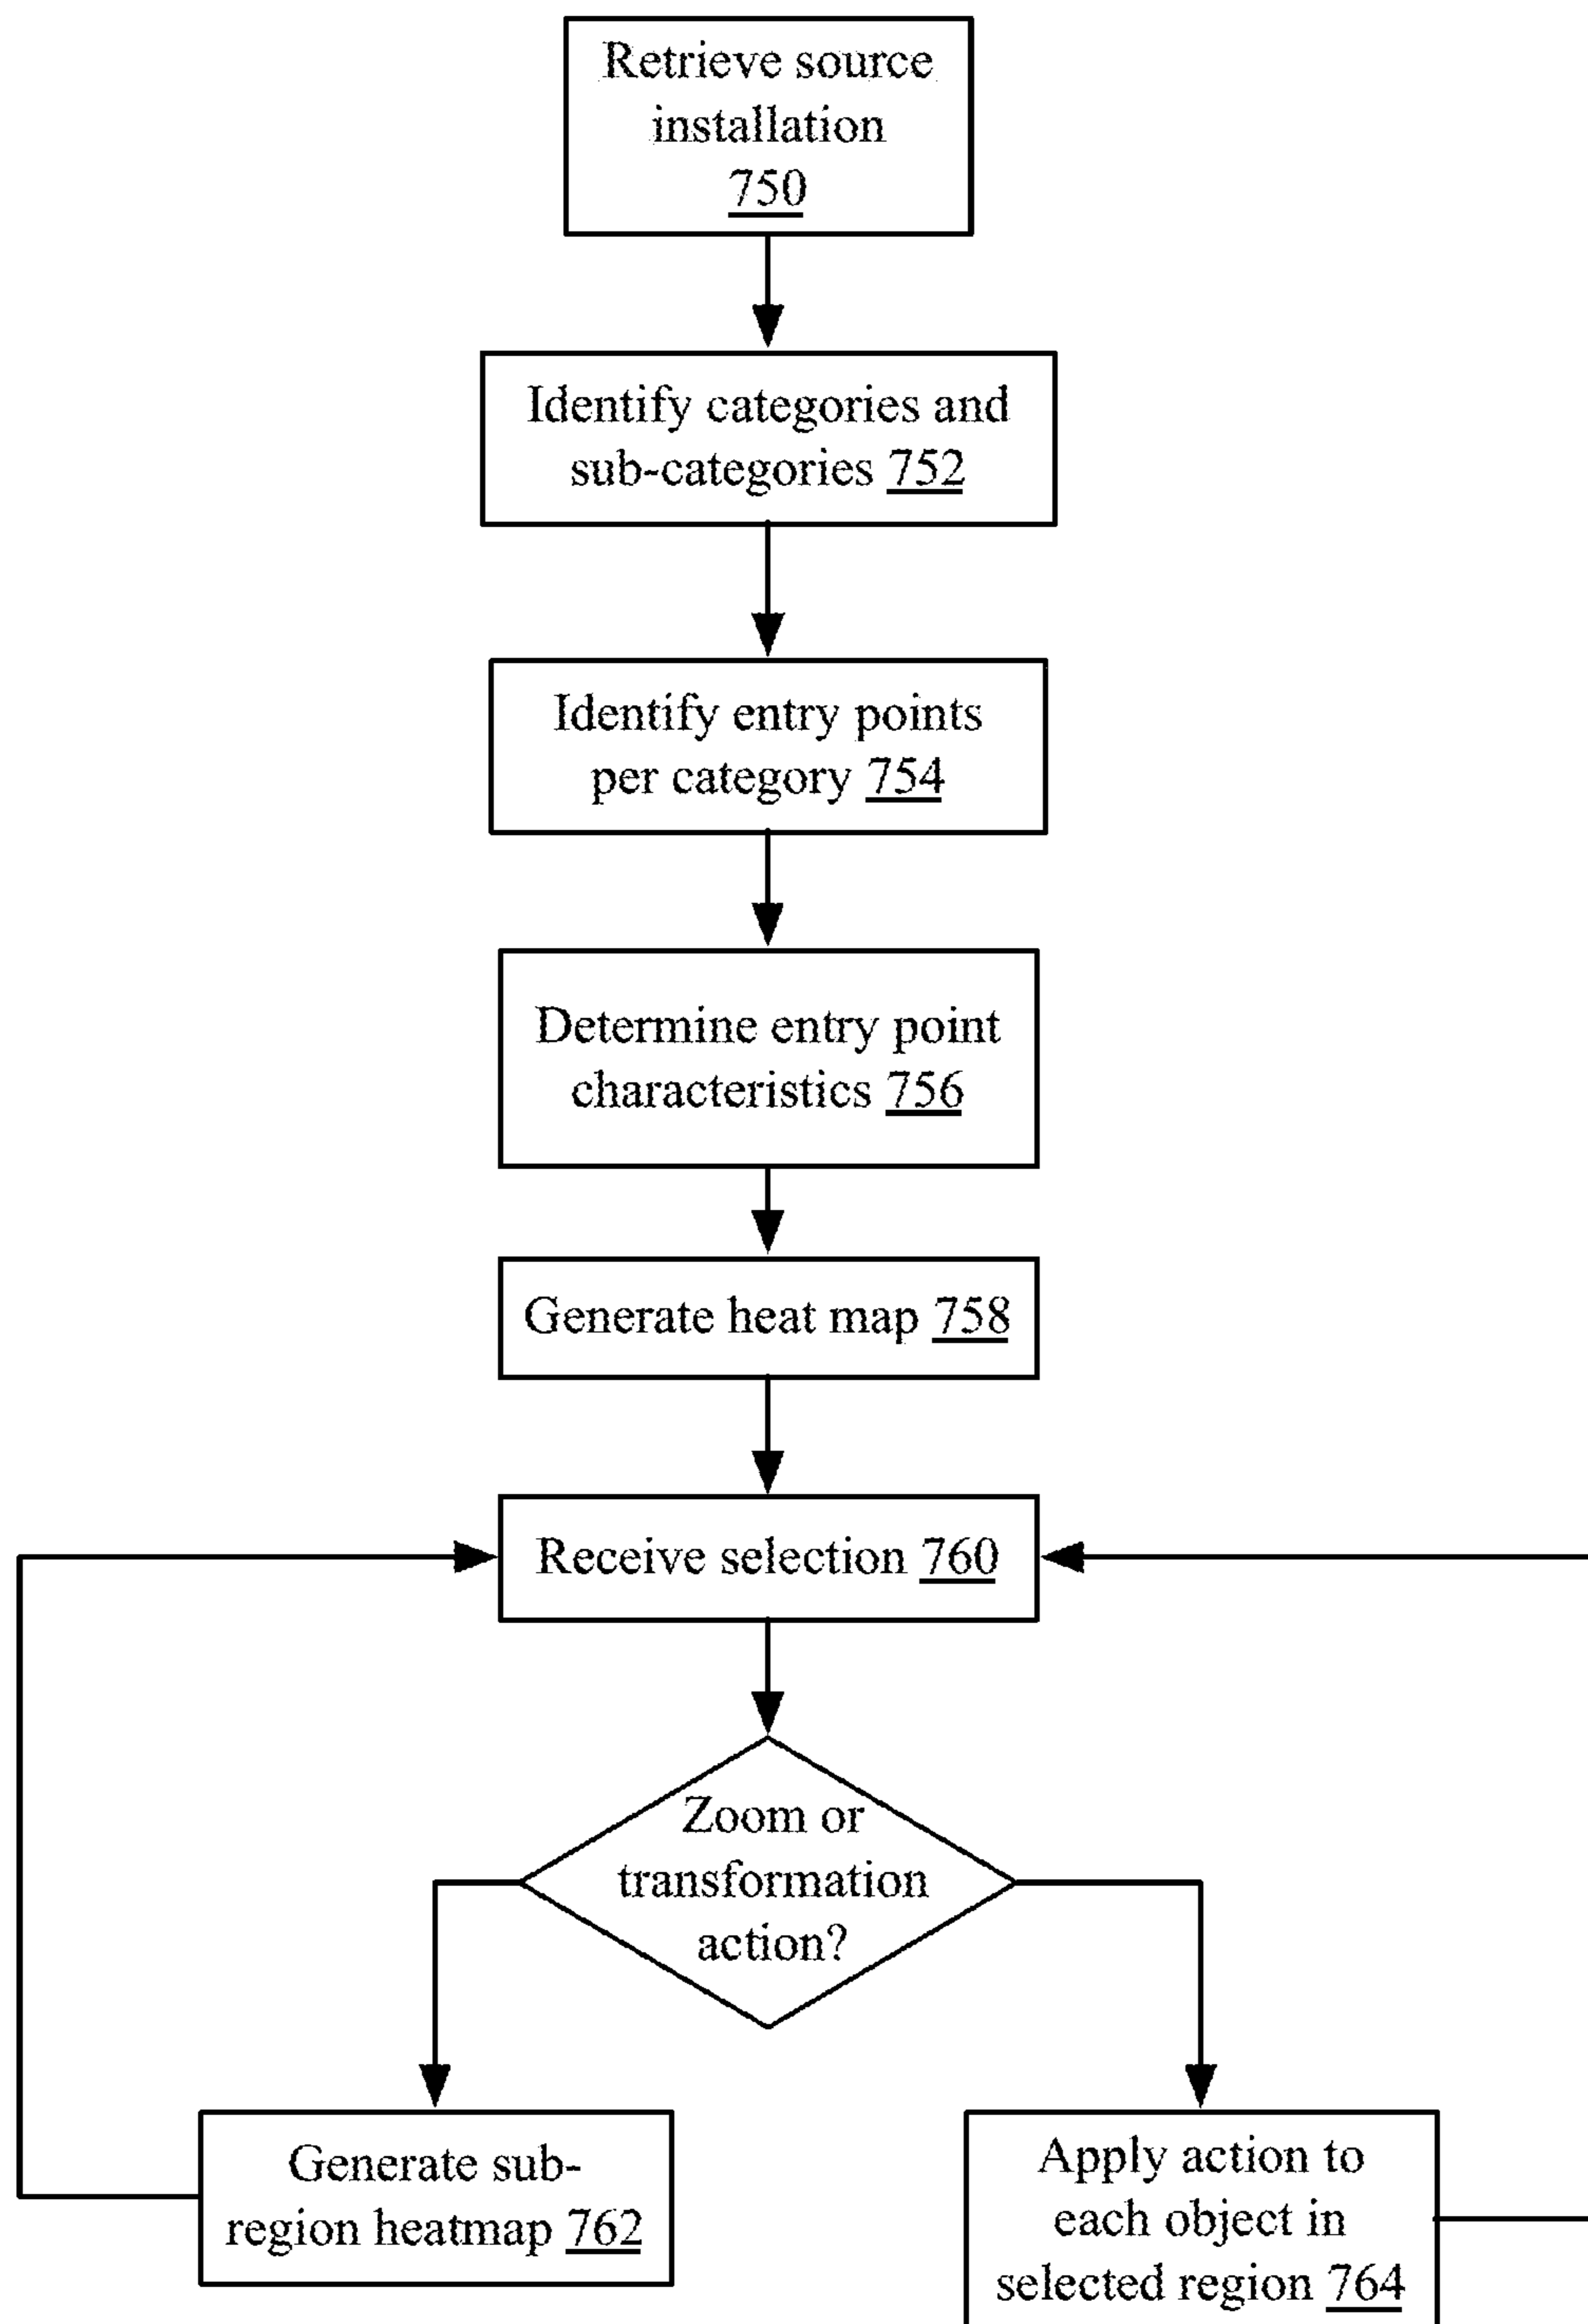 Retrieve source
installation
750
Identify categories and
sub-categories 752
Identify entry points
per category 754
Determine entry point
characteristics 756
Generate heat map 758
Receive selection 760
Zoom or
transformation
action?
Generate sub-
region heatmap 762
Apply action to
each object in
selected region 764